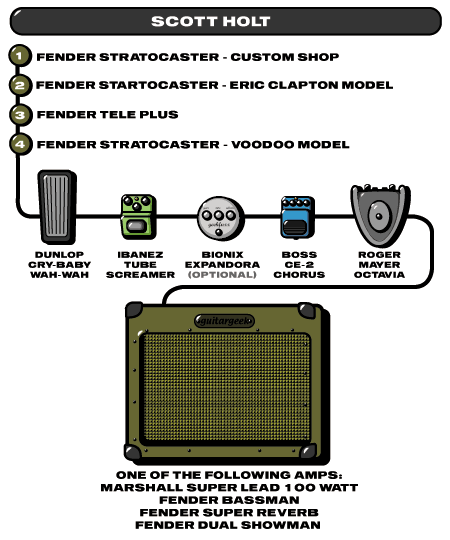 SCOTT HOLT
1 FENDER STRATOCASTER - CUSTOM SHOP
2 FENDER STARTOCASTER - ERIC CLAPTON MODEL
3 FENDER TELE PLUS
4 FENDER STRATOCASTER - VOODOO MODEL
DUNLOP
CRY-BABY
WAH-WAH
IBANEZ
TUBE
SCREAMER
BIONIX
EXPANDORA
(OPTIONAL)
BOSS
CE-2
CHORUS
ROGER
MAYER
OCTAVIA
guitargeek
ONE OF THE FOLLOWING AMPS:
MARSHALL SUPER LEAD 100 WATT
FENDER BASSMAN
FENDER SUPER REVERB
FENDER DUAL SHOWMAN